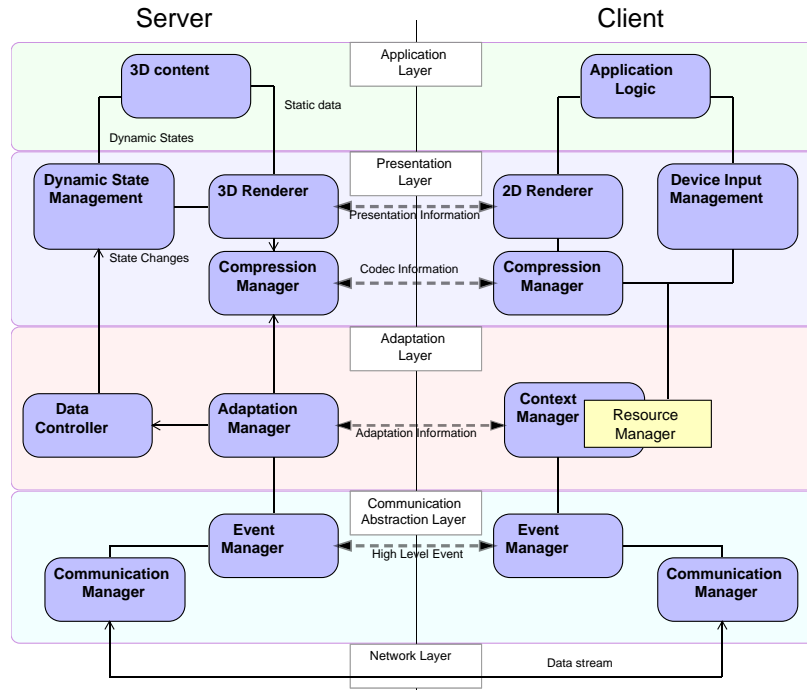 Server
Client
Application
Layer
3D content
Application
Logic
Static data
Dynamic States
Presentation
Layer
Dynamic State
Management
3D Renderer
2D Renderer
Device Input
Management
Presentation Information
State Changes
Compression
Manager
Codec Information
Compression
Manager
Adaptation
Layer
Data
Controller
Adaptation
Manager
Adaptation Information
Context
Manager
Resource
Manager
Communication
Abstraction Layer
Event
Manager
High Level Event
Event
Manager
Communication
Manager
Communication
Manager
Network Layer
Data stream